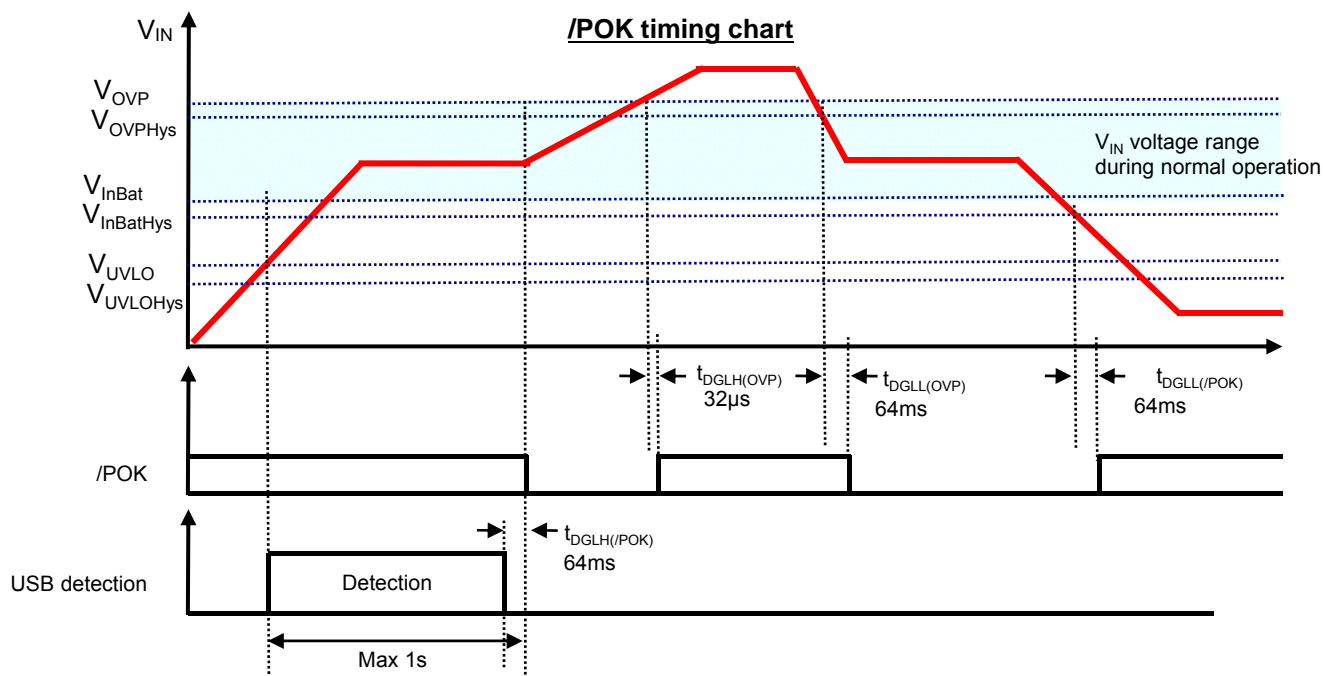 /POK timing chart
VIN
VOVP
VOVPHys
VIN voltage range
during normal operation
VInBat
VInBatHys
VUVLO
VUVLOHys
tDGLH(OVP)
32µs
tDGLL(OVP)
64ms
tDGLL(/POK)
64ms
/POK
tDGLH(/POK)
64ms
USB detection
Detection
Max 1s